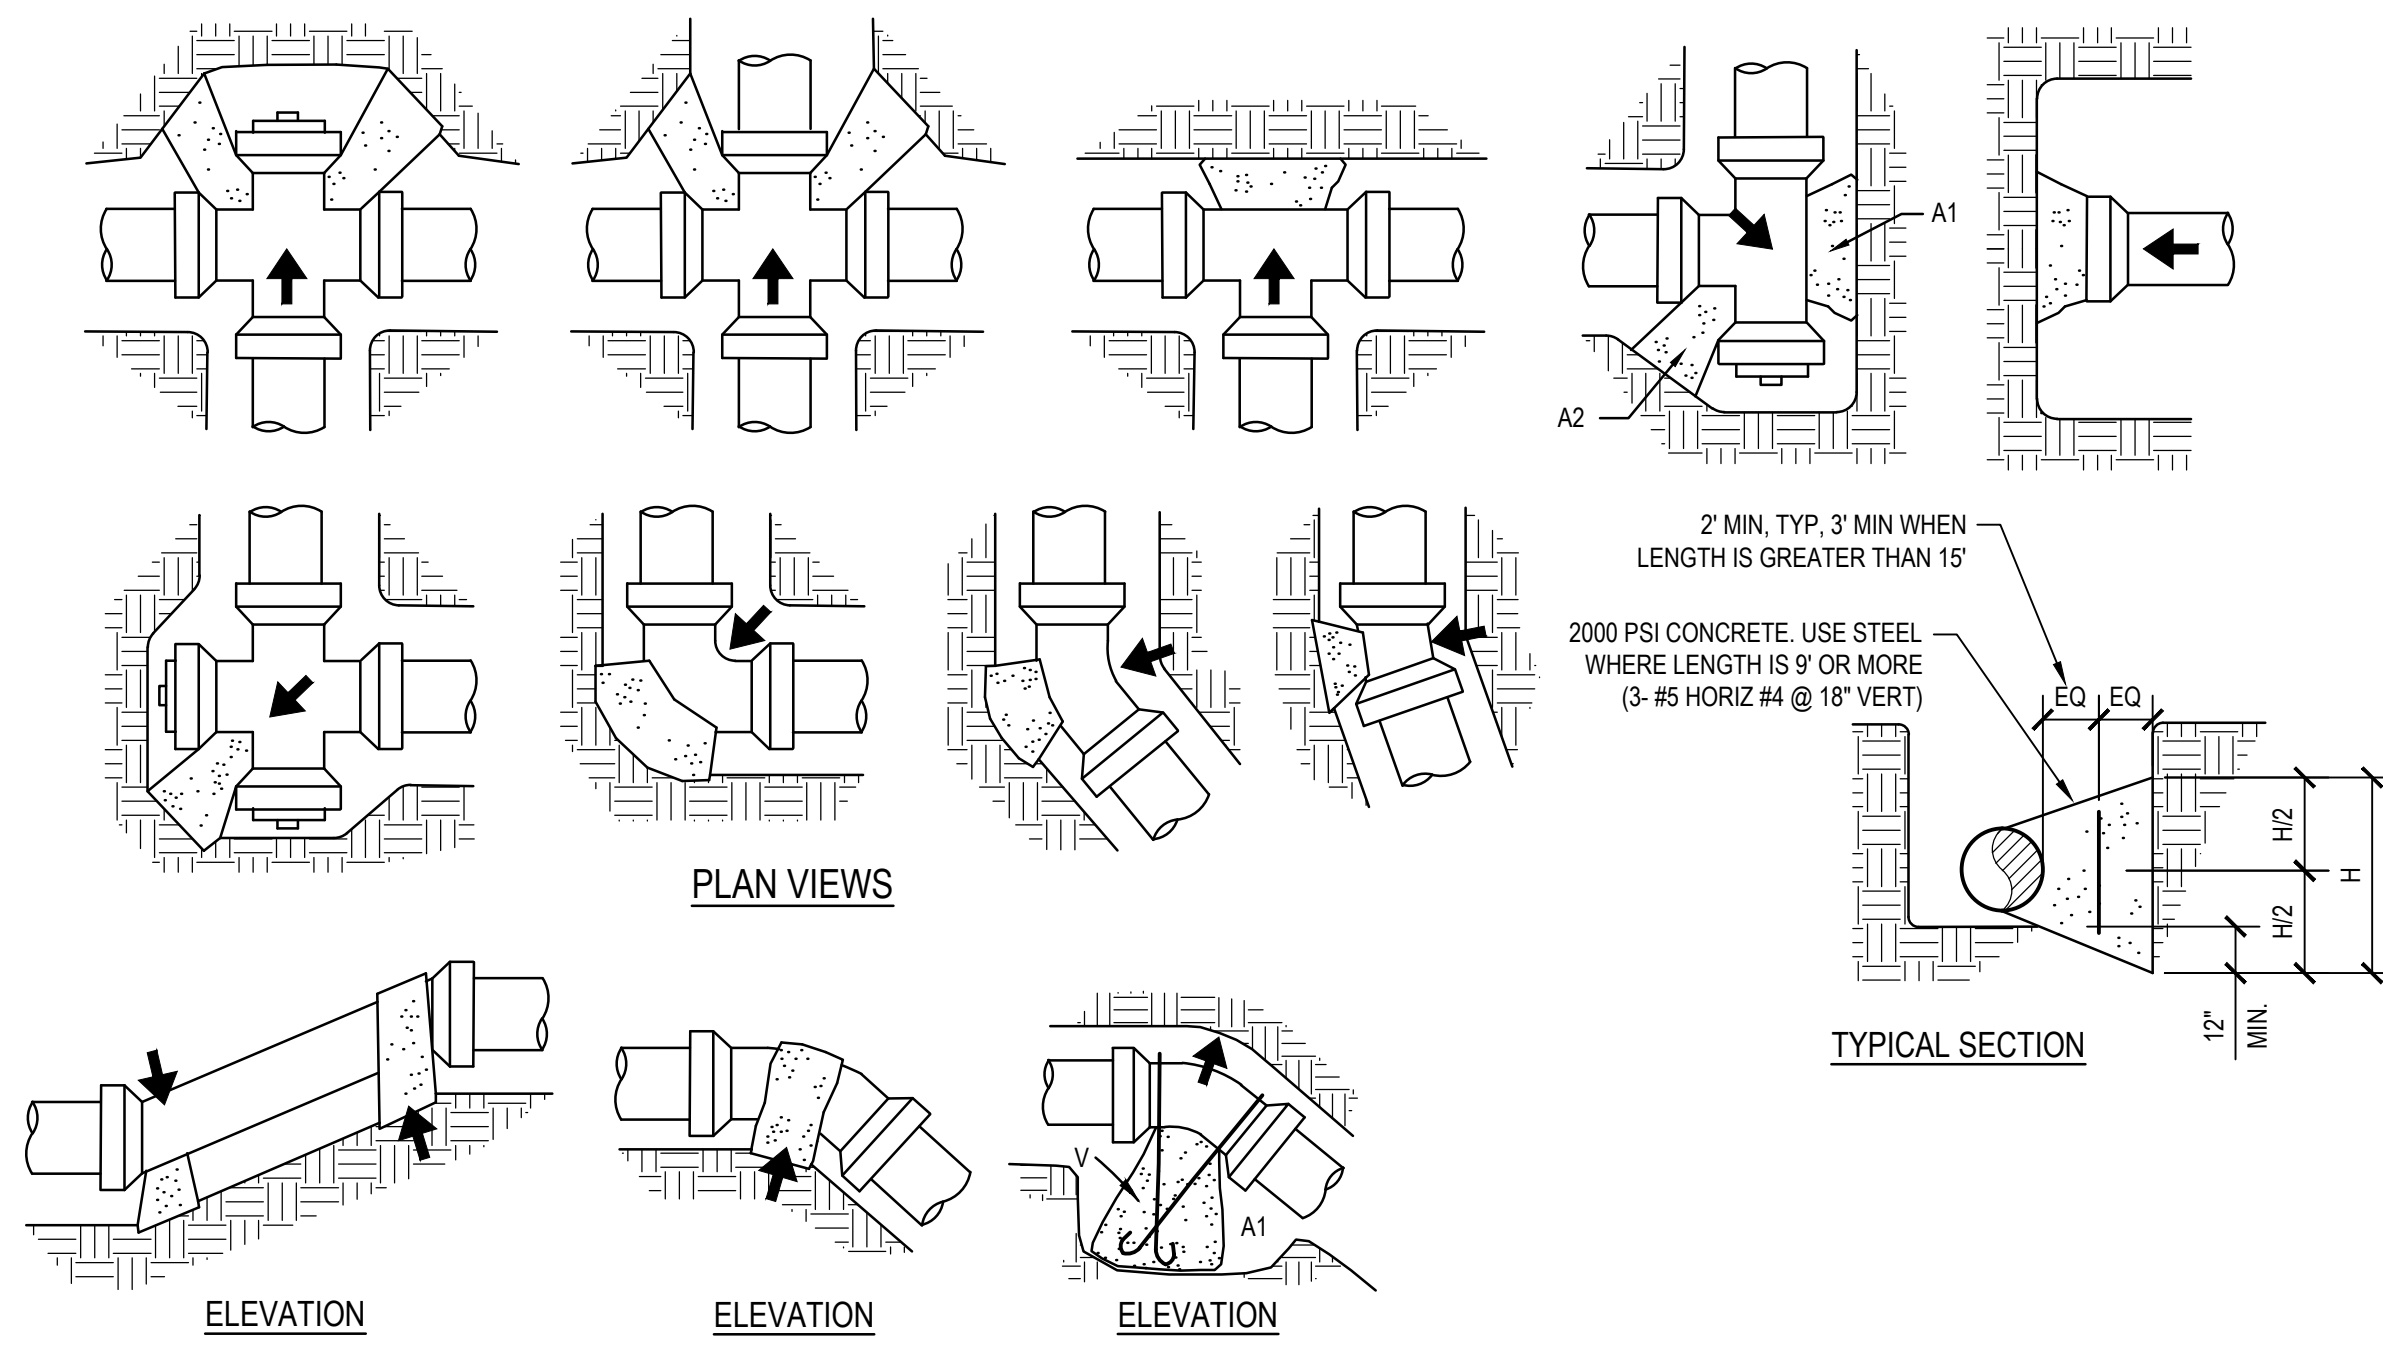 A1
A2
2' MIN, TYP, 3' MIN WHEN
LENGTH IS GREATER THAN 15'
2000 PSI CONCRETE. USE STEEL
WHERE LENGTH IS 9' OR MORE
(3- #5 HORIZ #4 @ 18" VERT)
EQ EQ
H/2
H
H/2
12"
MIN.
TYPICAL SECTION
PLAN VIEWS
V
A1
ELEVATION
ELEVATION
ELEVATION